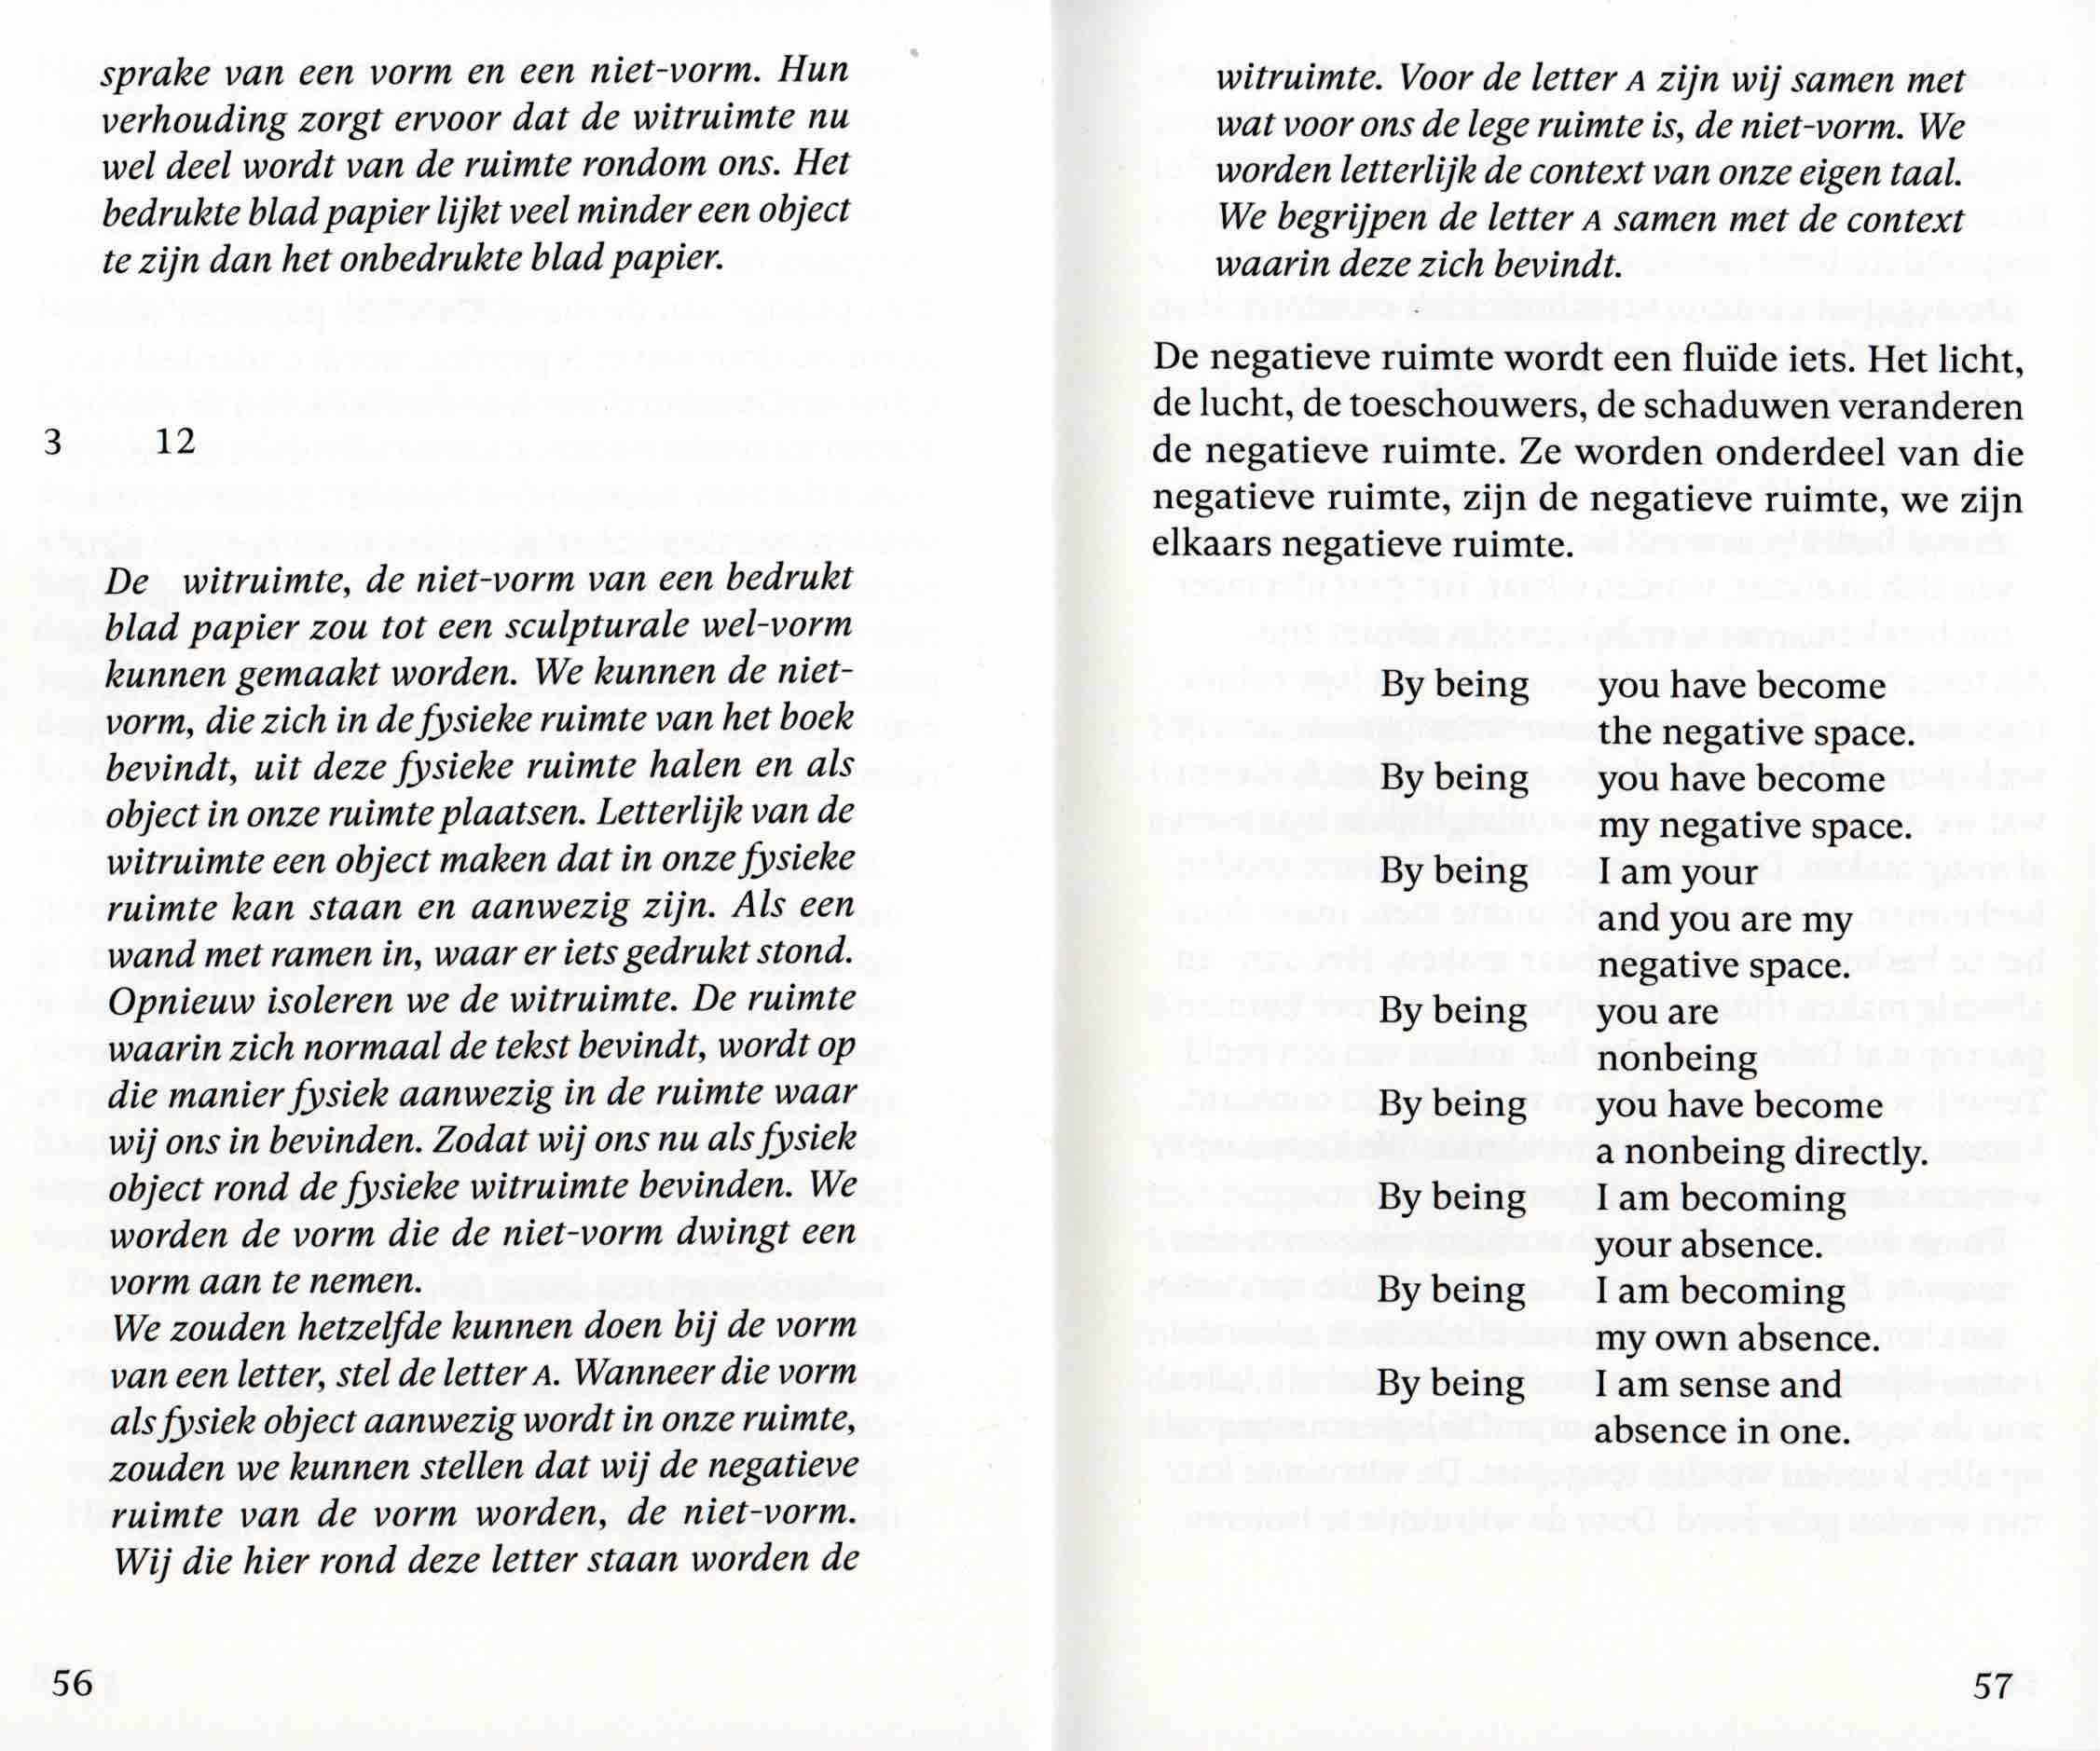 sprake van een vorm en een niet-vorm. Hun
verhouding zorgt ervoor dat de witruimte nu
wel deel wordt van de ruimte rondom ons. Het
bedrukte blad papier lijkt veel minder een object
te zijn dan het onbedrukte blad papier.
3 12
De witruimte, de niet-vorm van een bedrukt
blad papier zou tot een sculpturale wel-vorm
kunnen gemaakt worden. We kunnen de niet-
vorm, die zich in de fysieke ruimte van het boek
bevindt, uit deze fysieke ruimte halen en als
object in onze ruimte plaatsen. Letterlijk van de
witruimte een object maken dat in onze fysieke
ruimte kan staan en aanwezig zijn. Als een
wand met ramen in, waar er iets gedrukt stond.
Opnieuw isoleren we de witruimte. De ruimte
waarin zich normaal de tekst bevindt, wordt op
die manier fysiek aanwezig in de ruimte waar
wij ons in bevinden. Zodat wij ons nu als fysiek
object rond de fysieke witruimte bevinden. We
worden de vorm die de niet-vorm dwingt een
vorm aan te nemen.
We zouden hetzelfde kunnen doen bij de vorm
van een letter, stel de letter A. Wanneer die vorm
als fysiek object aanwezig wordt in onze ruimte,
zouden we kunnen stellen dat wij de negatieve
ruimte van de vorm worden, de niet-vorm.
Wij die hier rond deze letter staan worden de
56
witruimte. Voor de letter A zijn wij samen met
wat voor ons de lege ruimte is, de niet-vorm. We
worden letterlijk de context van onze eigen taal.
We begrijpen de letter A samen met de context
waarin deze zich bevindt.
De negatieve ruimte wordt een fluïde iets. Het licht,
de lucht, de toeschouwers, de schaduwen veranderen
de negatieve ruimte. Ze worden onderdeel van die
negatieve ruimte, zijn de negatieve ruimte, we zijn
elkaars negatieve ruimte.
By being you have become
the negative space.
By being you have become
my negative space.
By being I am your
and you are my
negative space.
By being you are
nonbeing
By being you have become
a nonbeing directly.
By being I am becoming
your absence.
By being I am becoming
my own absence.
By being I am sense and
absence in one.
57